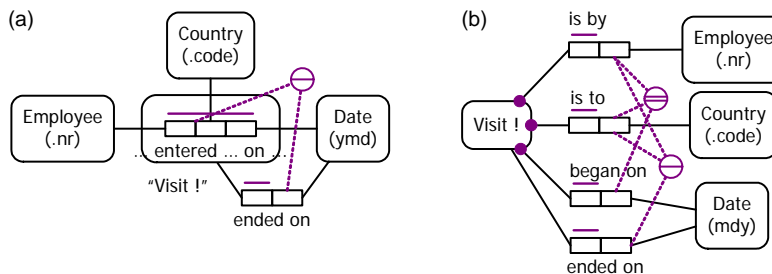 (a)
Country
(.code)
Employee
(.nr)
Date
(ymd)
... entered ... on ...
"Visit !"
ended on
(b)
is by
Employee
(.nr)
is to
Country
(.code)
Visit !
began on
Date
(mdy)
ended on